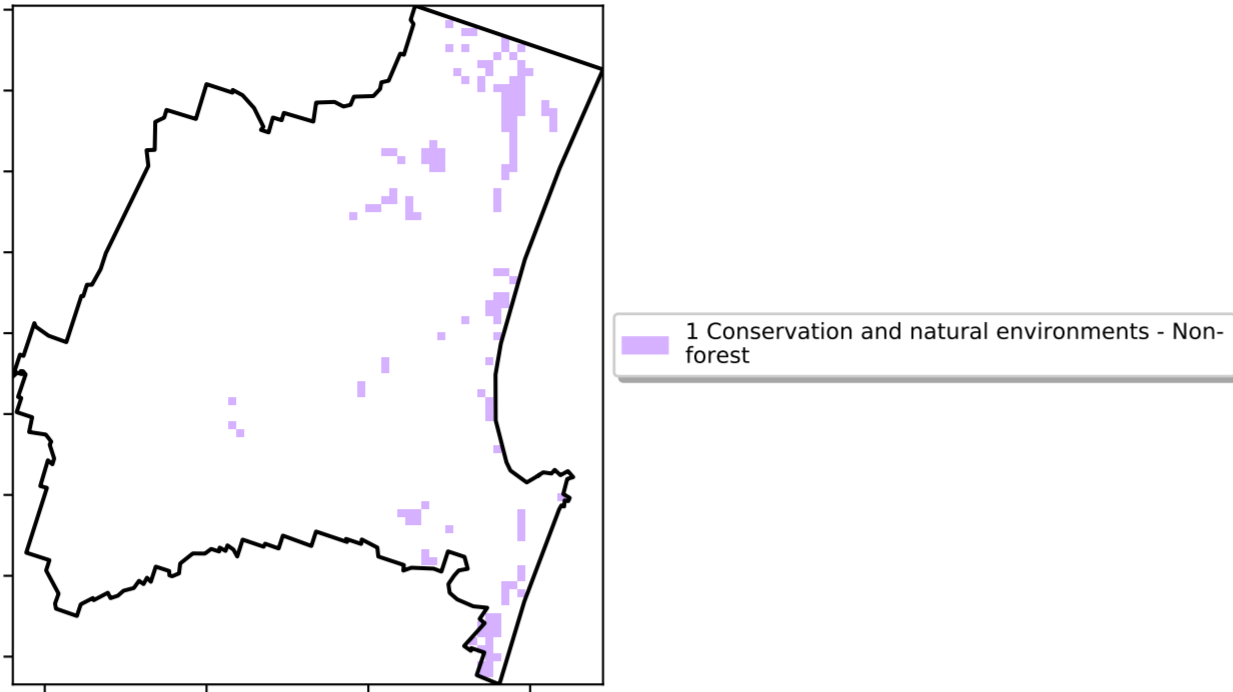 1 Conservation and natural environments - Non-
forest